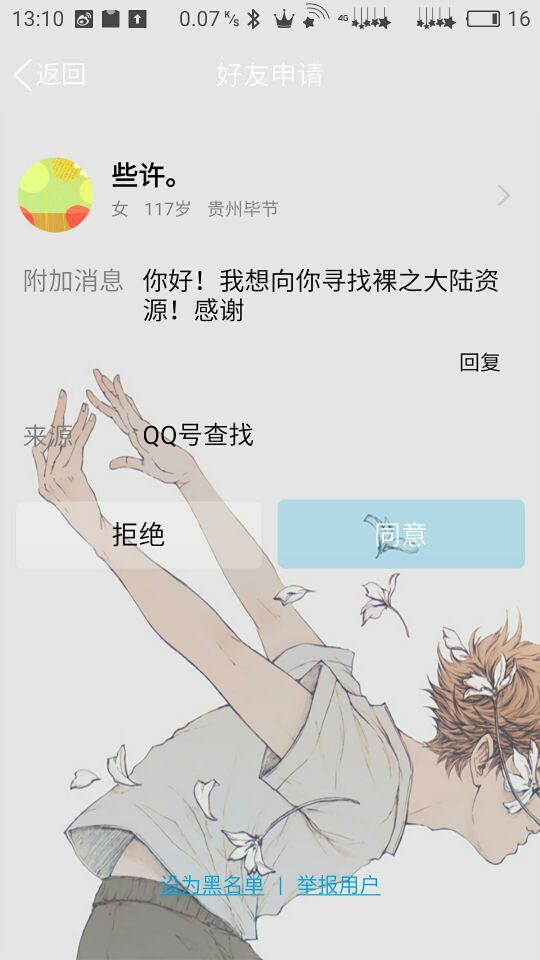 13:10 0.07 K/s 4G 16
返回 好友申请
些许。
女 117岁 贵州毕节
附加消息 你好！我想向你寻找裸之大陆资
源！感谢
回复
来源 QQ号查找
拒绝 同意
设为黑名单 | 举报用户